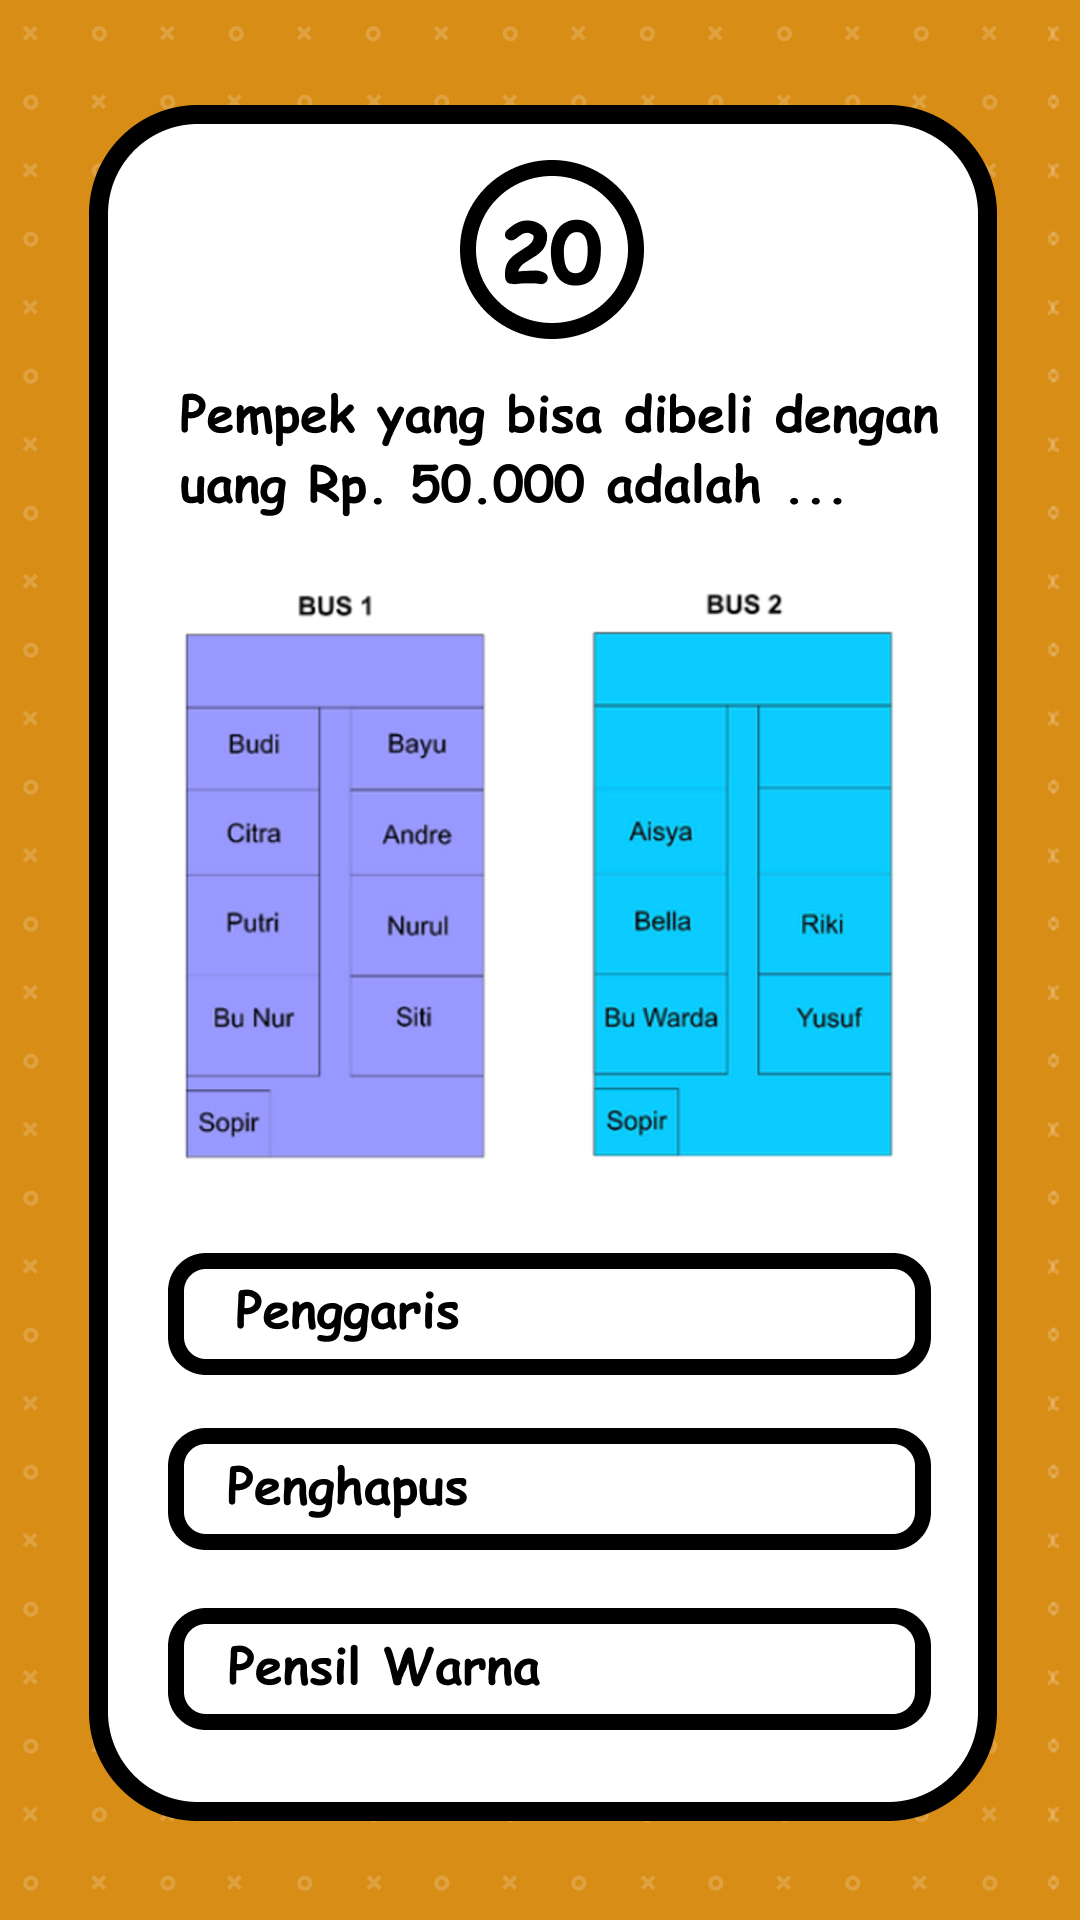 20
Pempek yang bisa dibeli dengan
uang Rp. 50.000 adalah ...
BUS 1
Budi
Bayu
Citra
Andre
Putri
Nurul
Bu Nur
Siti
Sopir
BUS 2
Aisya
Bella
Riki
Bu Warda
Yusuf
Sopir
Penggaris
Penghapus
Pensil Warna